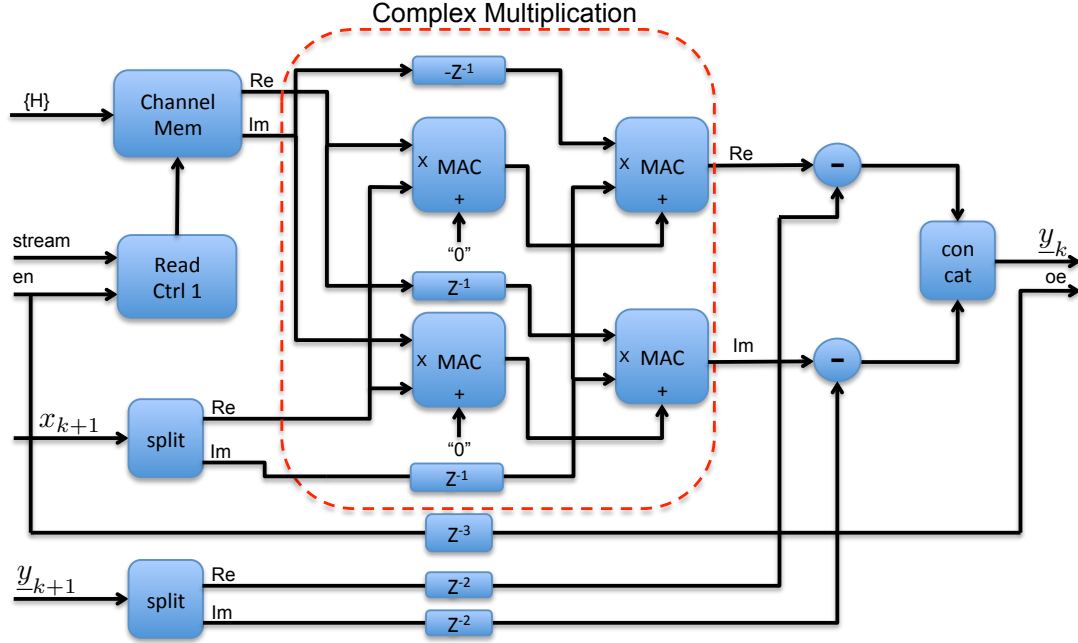 Complex Multiplication
{H}
Channel
Mem
Re
Im
-Z⁻¹
X MAC
+
"0"
X MAC
+
Re
-
stream
en
Read
Ctrl 1
Z⁻¹
X MAC
+
"0"
X MAC
+
Im
-
con
cat
y_k
oe
x_{k+1}
split
Re
Im
Z⁻¹
Z⁻³
y_{k+1}
split
Re
Im
Z⁻²
Z⁻²